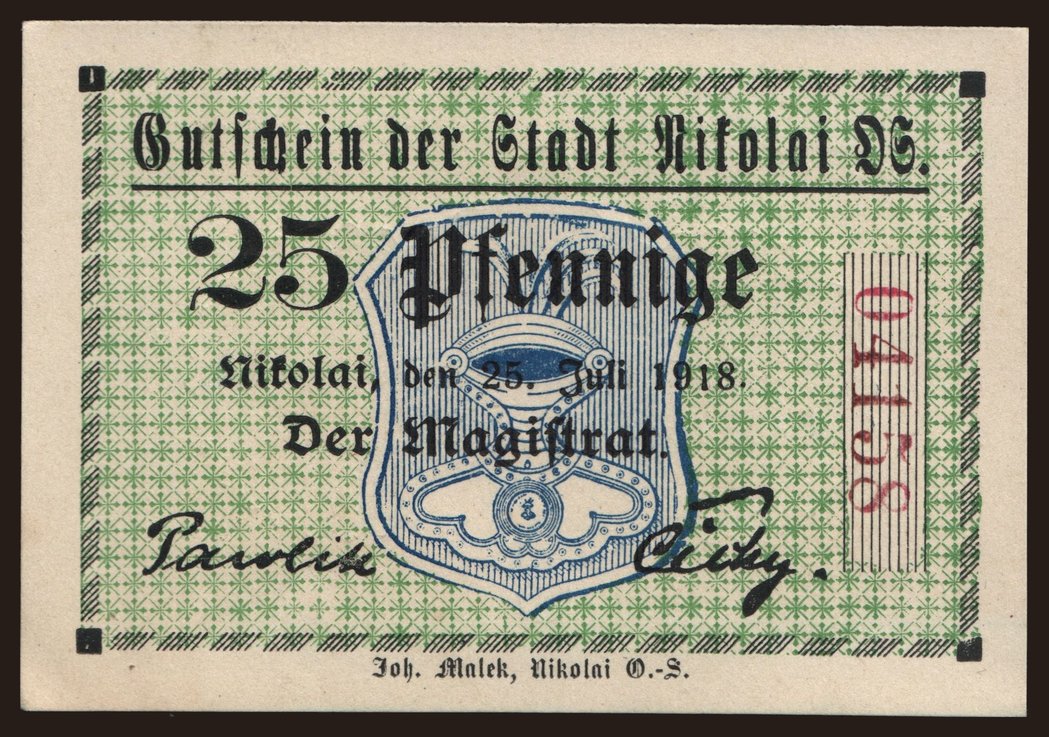 Gutschein der Stadt Nikolai OS.
25 Pfennige
Nikolai, den 25. Juli 1918.
Der Magistrat.
Pawlik
04158
Joh. Malek, Nikolai O.-S.